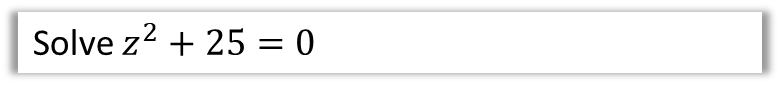 Solve z² + 25 = 0